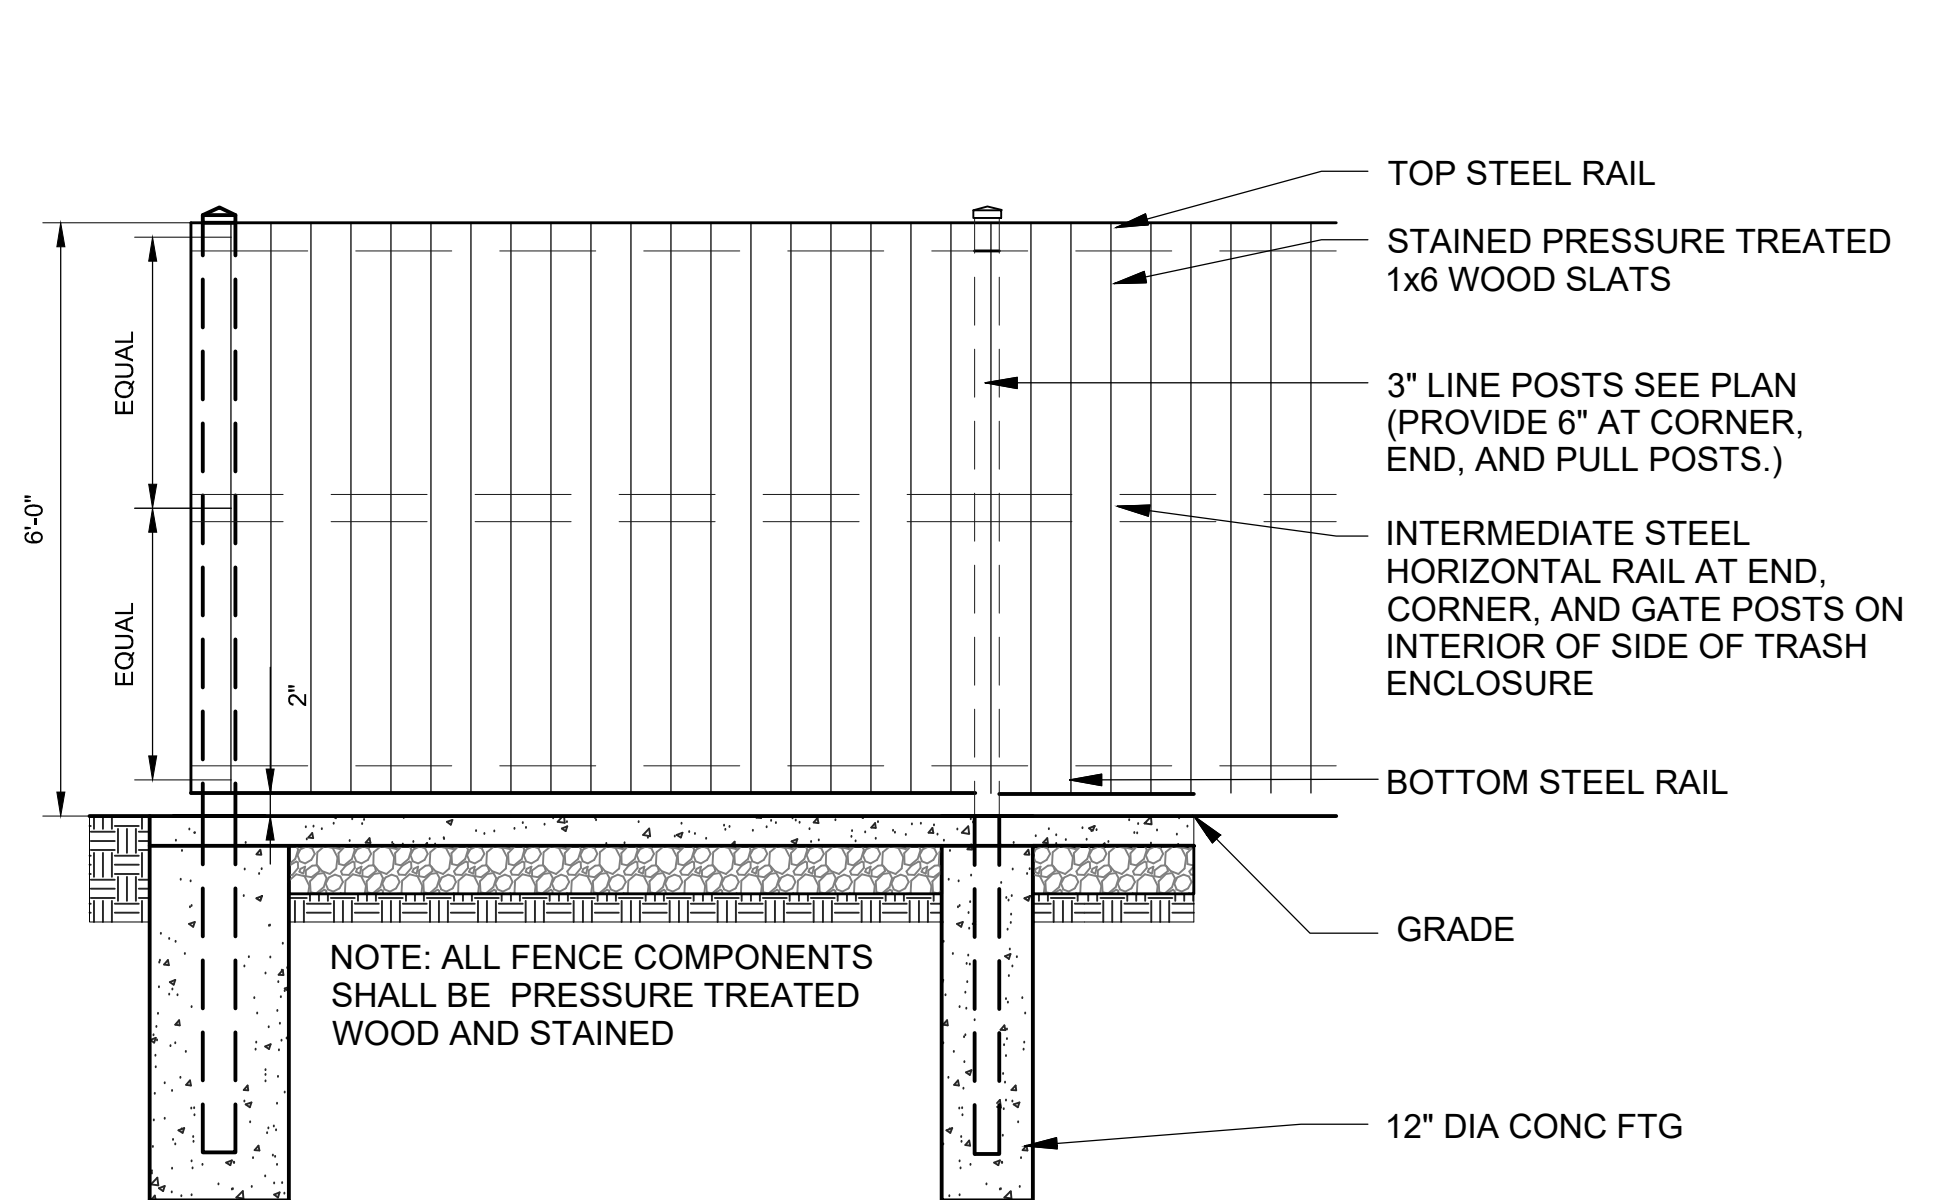 TOP STEEL RAIL
STAINED PRESSURE TREATED
1x6 WOOD SLATS
3" LINE POSTS SEE PLAN
(PROVIDE 6" AT CORNER,
END, AND PULL POSTS.)
INTERMEDIATE STEEL
HORIZONTAL RAIL AT END,
CORNER, AND GATE POSTS ON
INTERIOR OF SIDE OF TRASH
ENCLOSURE
BOTTOM STEEL RAIL
GRADE
12" DIA CONC FTG
6'-0"
EQUAL
EQUAL
2"
NOTE: ALL FENCE COMPONENTS
SHALL BE PRESSURE TREATED
WOOD AND STAINED